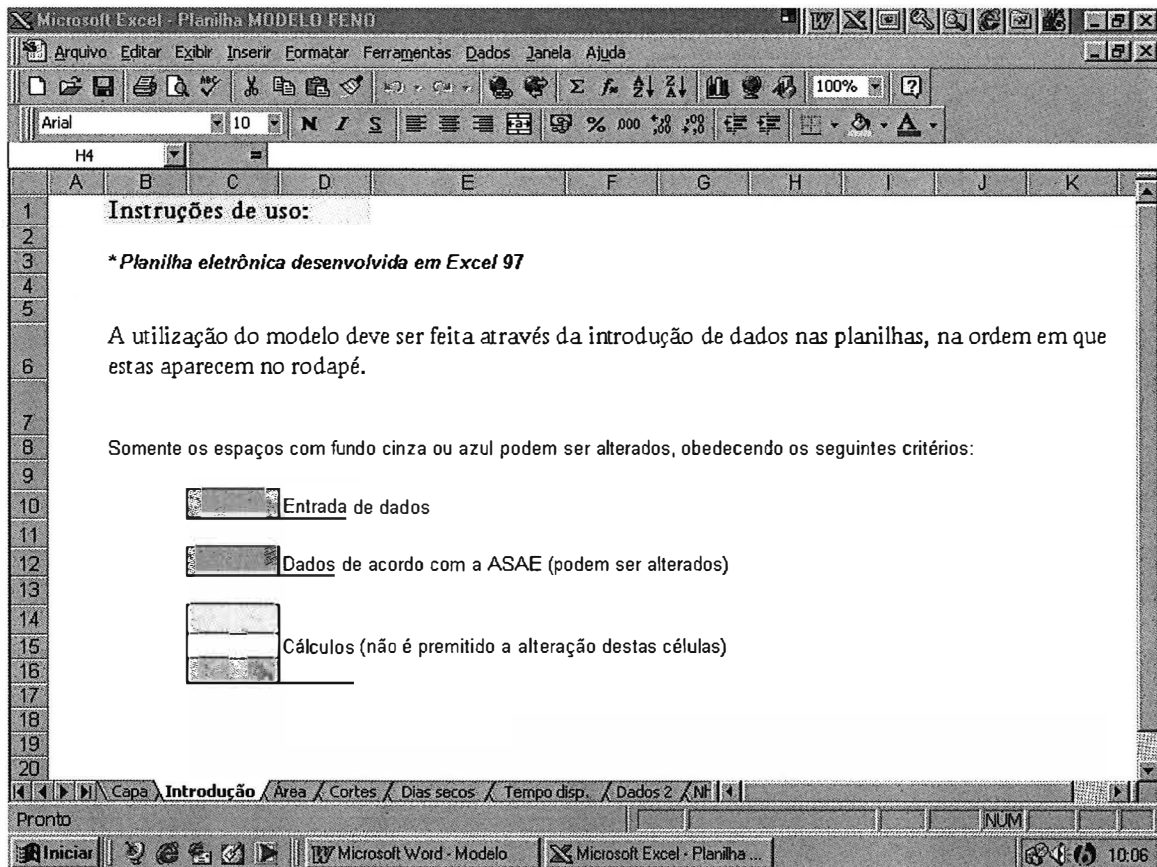 Microsoft Excel - Planilha MODELO FENO
Arquivo Editar Exibir Inserir Formatar Ferramentas Dados Janela Ajuda
100%
Arial 10 N I S % 000
H4 =
A B C D E F G H I J K
1 Instruções de uso:
2
3 *Planilha eletrônica desenvolvida em Excel 97
4
5
A utilização do modelo deve ser feita através da introdução de dados nas planilhas, na ordem em que
6 estas aparecem no rodapé.
7
8 Somente os espaços com fundo cinza ou azul podem ser alterados, obedecendo os seguintes critérios:
9
10 Entrada de dados
11
12 Dados de acordo com a ASAE (podem ser alterados)
13
14
15 Cálculos (não é premitido a alteração destas células)
16
17
18
19
20
Capa Introdução Área Cortes Dias secos Tempo disp. Dados 2 NH
Pronto NUM
Iniciar Microsoft Word - Modelo Microsoft Excel - Planilha ... 10:06